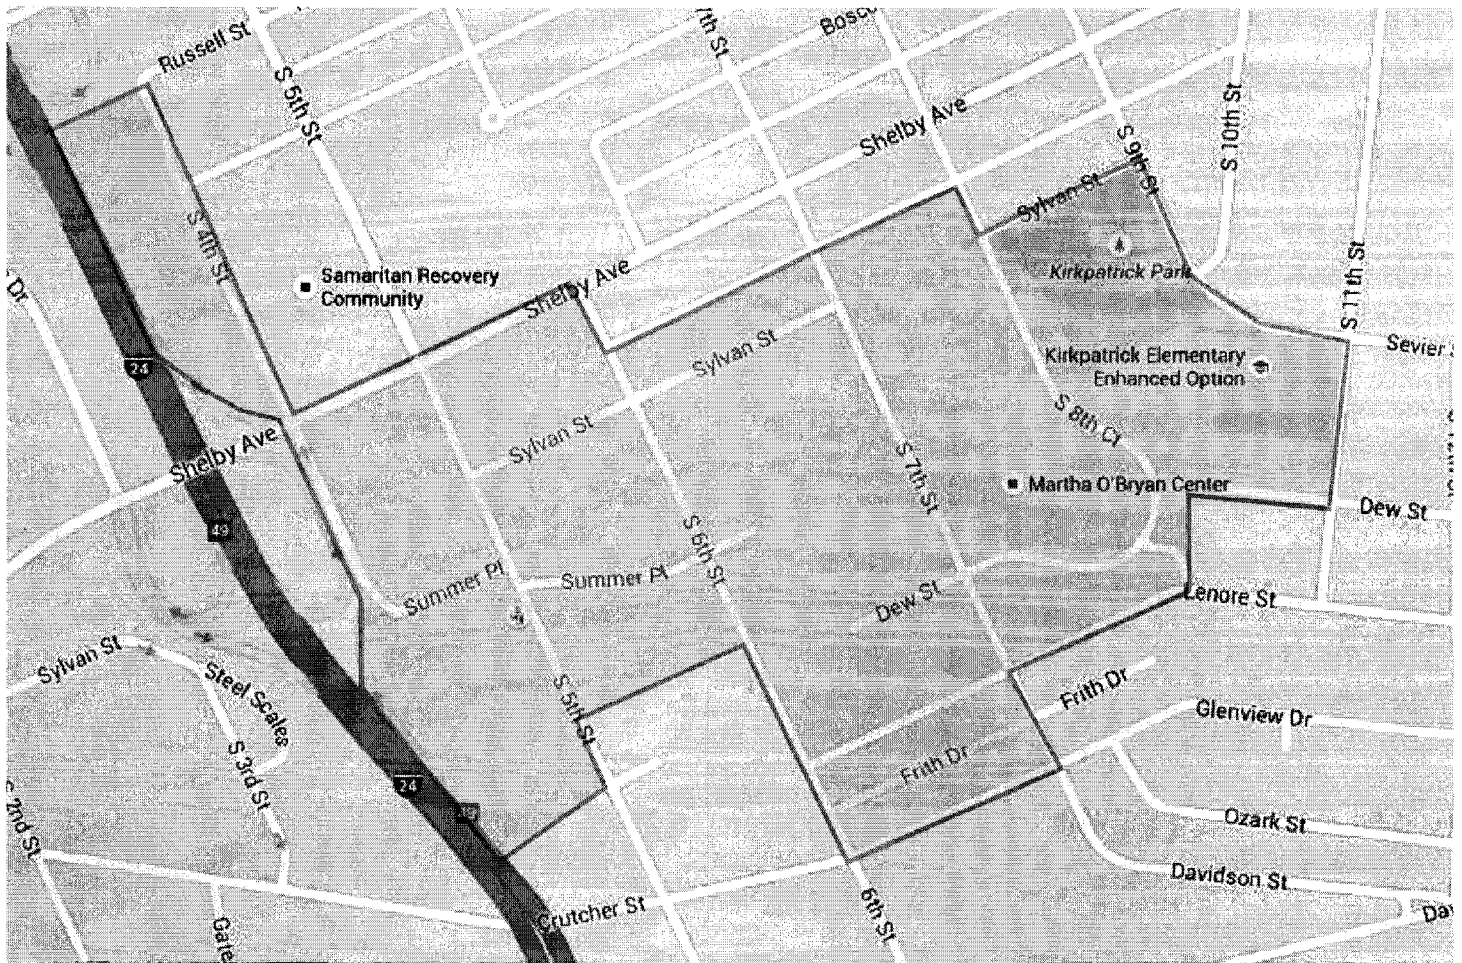 Russell St
S 5th St
7th St
Shelby Ave
S 9th St
S 10th St
Sylvan St
S 4th St
Samaritan Recovery
Community
Shelby Ave
Kirkpatrick Park
S 11th St
Dr
24
Sylvan St
Kirkpatrick Elementary
Enhanced Option
Sevier
Shelby Ave
Sylvan St
S 8th Ct
S 7th St
Martha O'Bryan Center
Dew St
S 6th St
Summer Pl
Summer Pl
Dew St
Lenore St
Sylvan St
Steel Scales
S 5th St
Frith Dr
Glenview Dr
S 3rd St
Frith Dr
24
S 2nd St
Ozark St
Davidson St
Crutcher St
6th St
Gate
Da